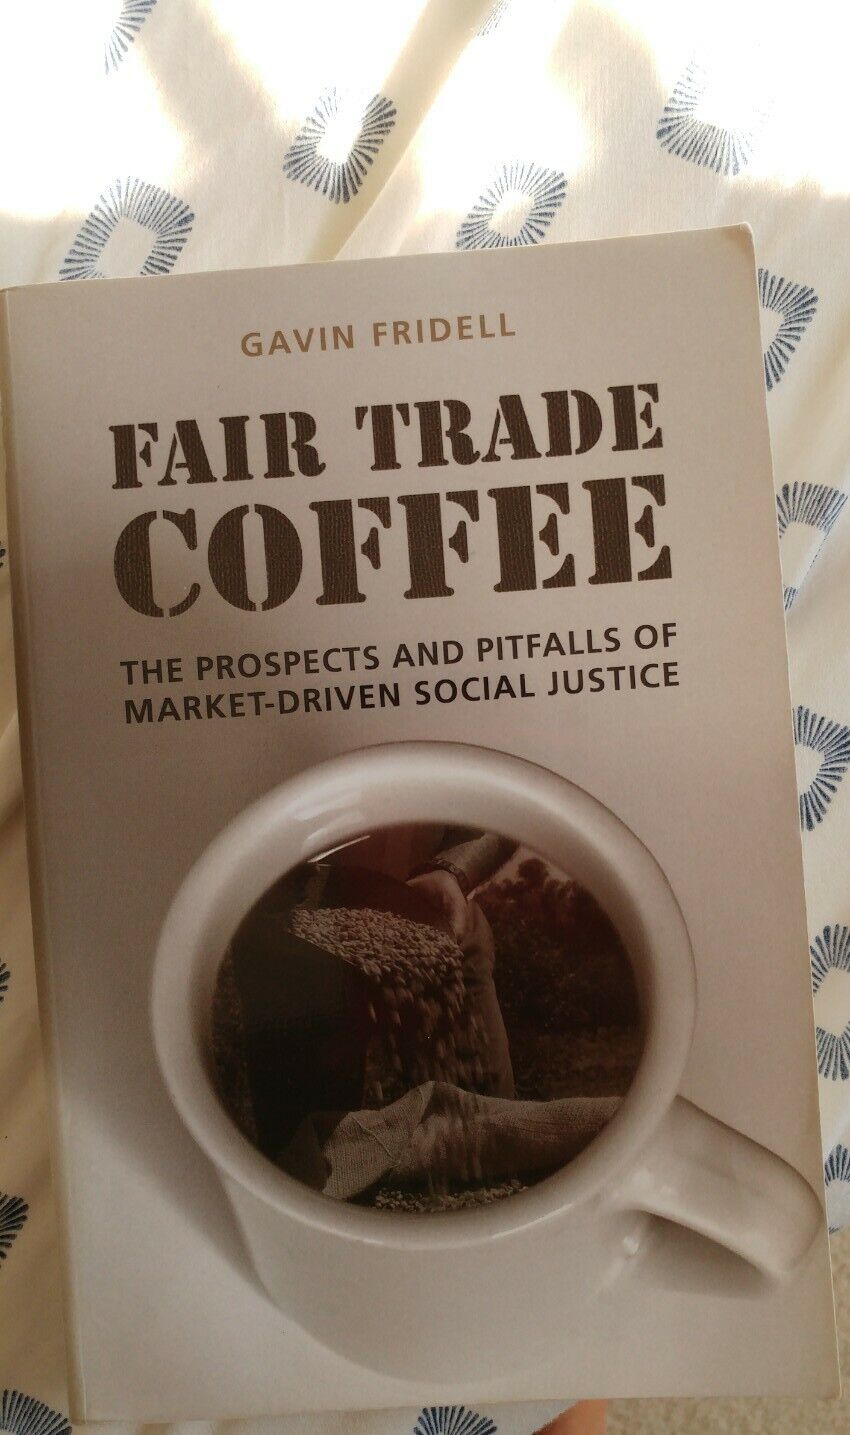 GAVIN FRIDELL
FAIR TRADE
COFFEE
THE PROSPECTS AND PITFALLS OF
MARKET-DRIVEN SOCIAL JUSTICE